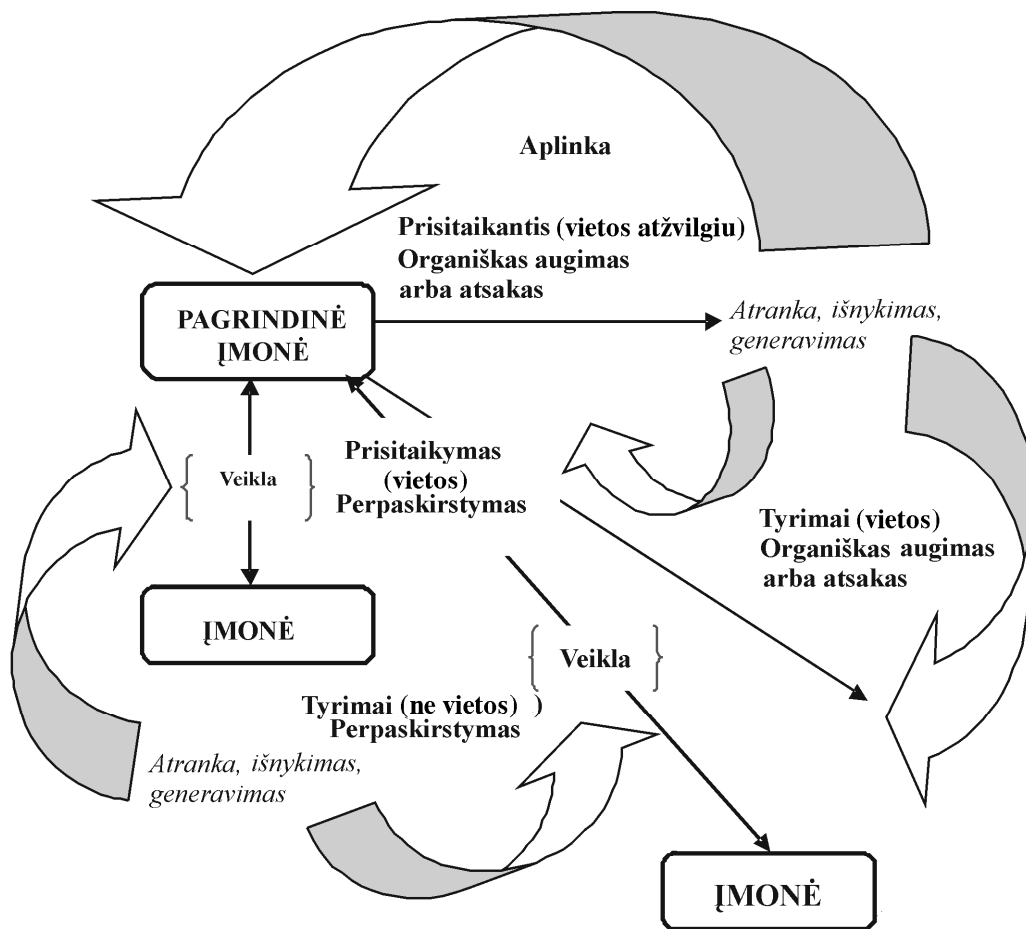 Aplinka
Prisitaikantis (vietos atžvilgiu)
Organiškas augimas
arba atsakas
PAGRINDINĖ
ĮMONĖ
Atranka, išnykimas,
generavimas
{ Veikla }
Prisitaikymas
(vietos)
Perpaskirstymas
Tyrimai (vietos)
Organiškas augimas
arba atsakas
ĮMONĖ
{ Veikla }
Tyrimai (ne vietos) )
Perpaskirstymas
Atranka, išnykimas,
generavimas
ĮMONĖ